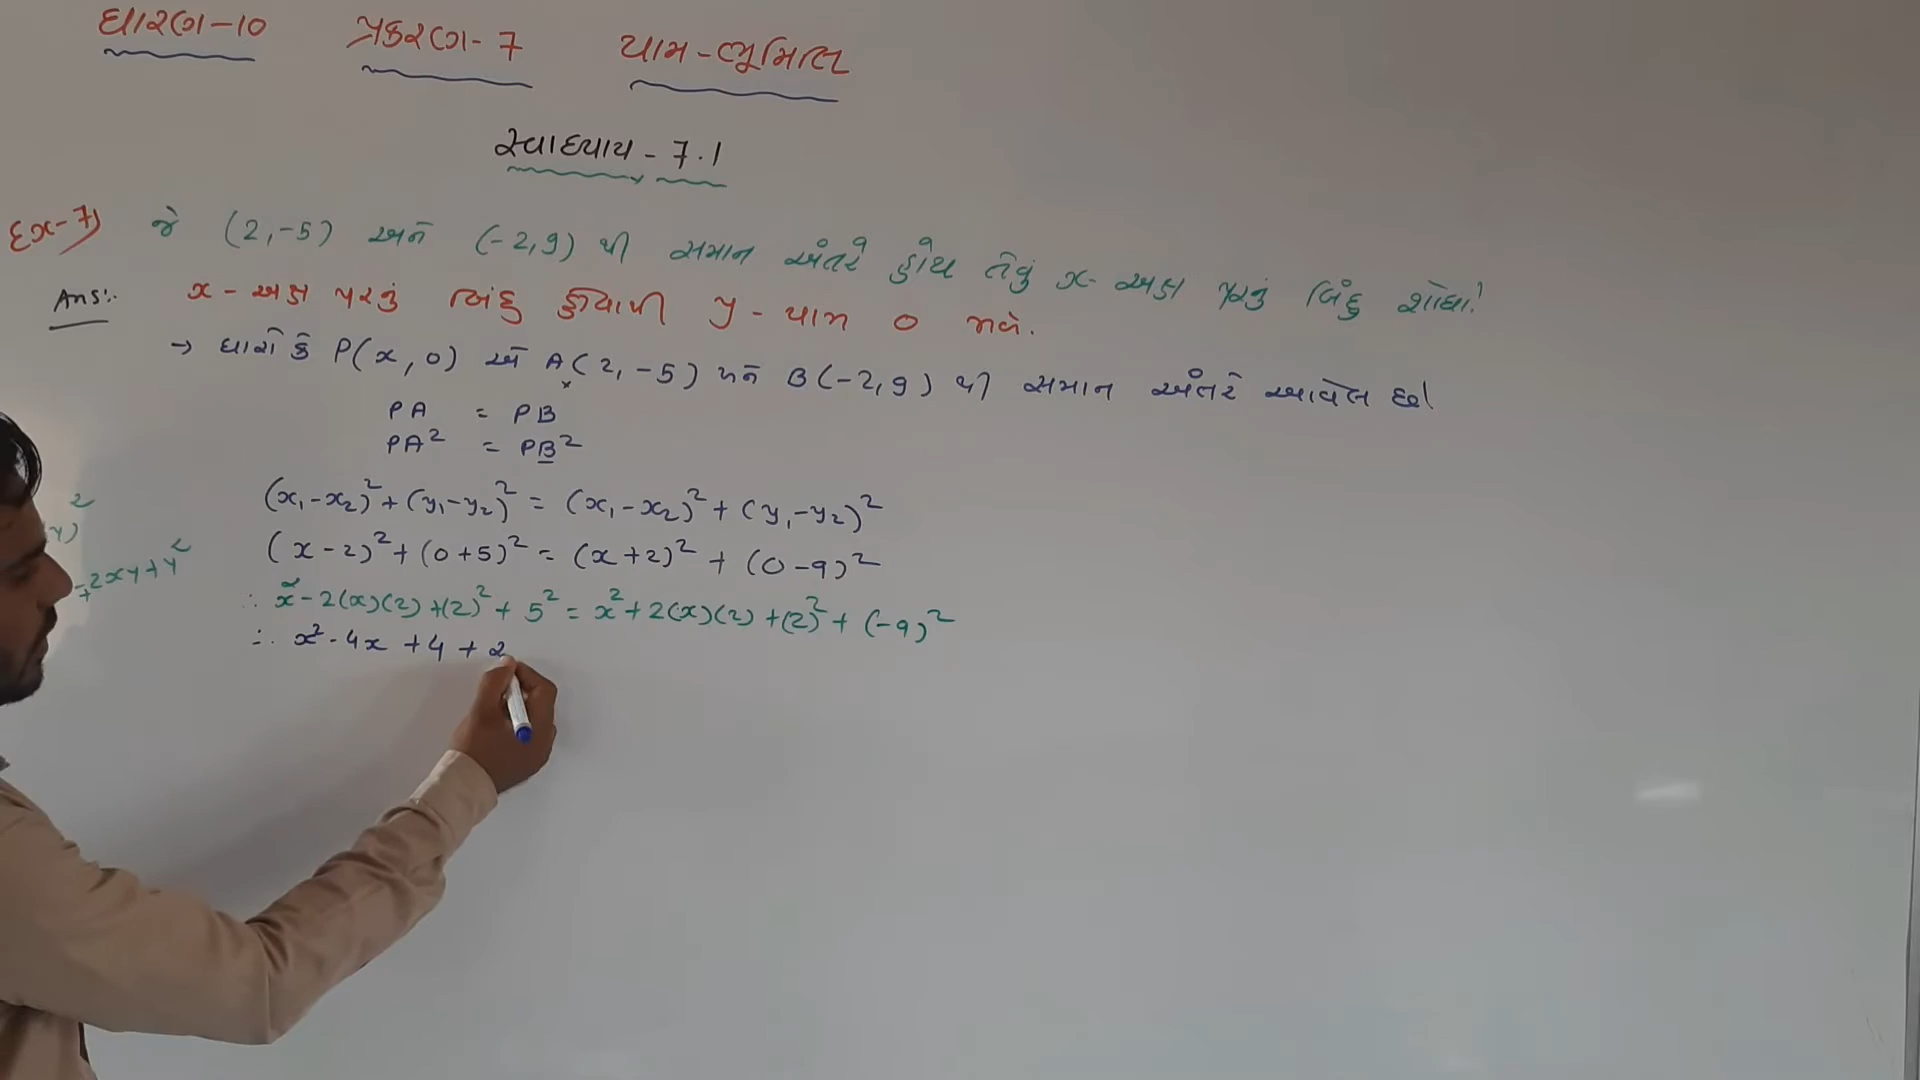 ધોરણ-10 પ્રકરણ-7 યામ-ભૂમિતિ
સ્વાધ્યાય-7.1
Ex-7) જે (2,-5) અને (-2,9) થી સમાન અંતરે હોય તેવું x-અક્ષ પરનું બિંદુ શોધો?
Ans:. x-અક્ષ પરનું બિંદુ હોવાથી y-યામ 0 મળે.
→ ધારો કે P(x,0) એ A(2,-5) અને B(-2,9) થી સમાન અંતરે આવેલ છે!
PA = PB
PA² = PB²
(x₁-x₂)²+(y₁-y₂)² = (x₁-x₂)²+(y₁-y₂)²
(x-2)²+(0+5)² = (x+2)²+(0-9)²
y)²
+2xy+y²
∴ x²-2(x)(2)+(2)²+5² = x²+2(x)(2)+(2)²+(-9)²
∴ x²-4x+4+2